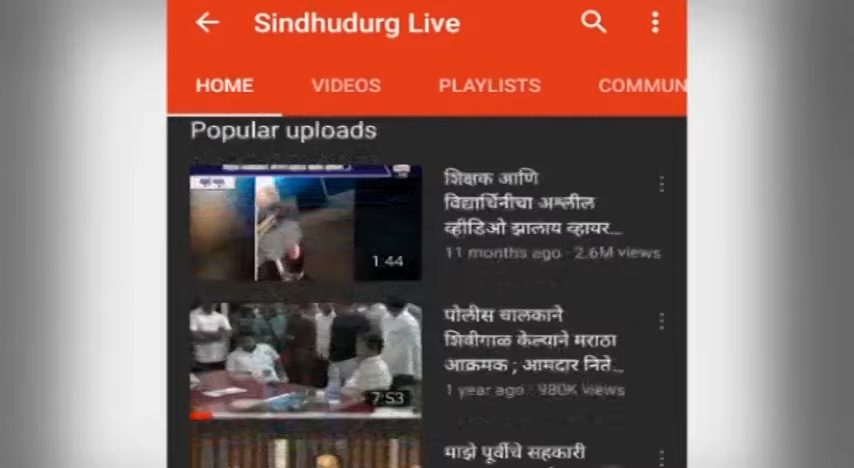 Sindhudurg Live
HOME VIDEOS PLAYLISTS COMMUN
Popular uploads
शिक्षक आणि
विद्यार्थिनीचा अश्लील
व्हीडिओ झालाय व्हायर...
11 months ago · 2.6M views
1:44
पोलीस चालकाने
शिवीगाळ केल्याने मराठा
आक्रमक ; आमदार निते...
1 year ago · 980K views
7:53
माझे पूर्वीचे सहकारी